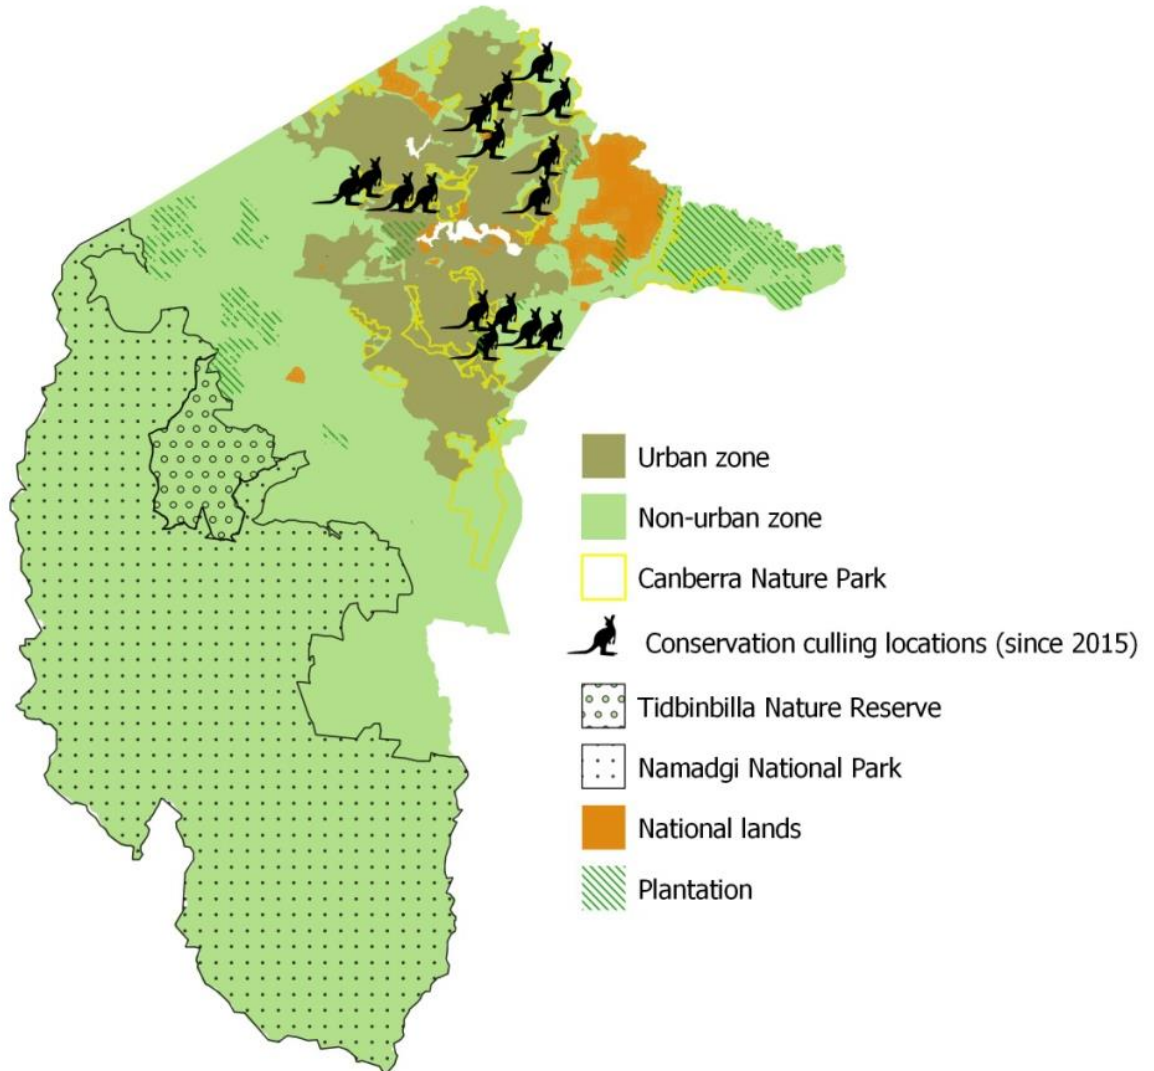 Urban zone
Non-urban zone
Canberra Nature Park
Conservation culling locations (since 2015)
Tidbinbilla Nature Reserve
Namadgi National Park
National lands
Plantation